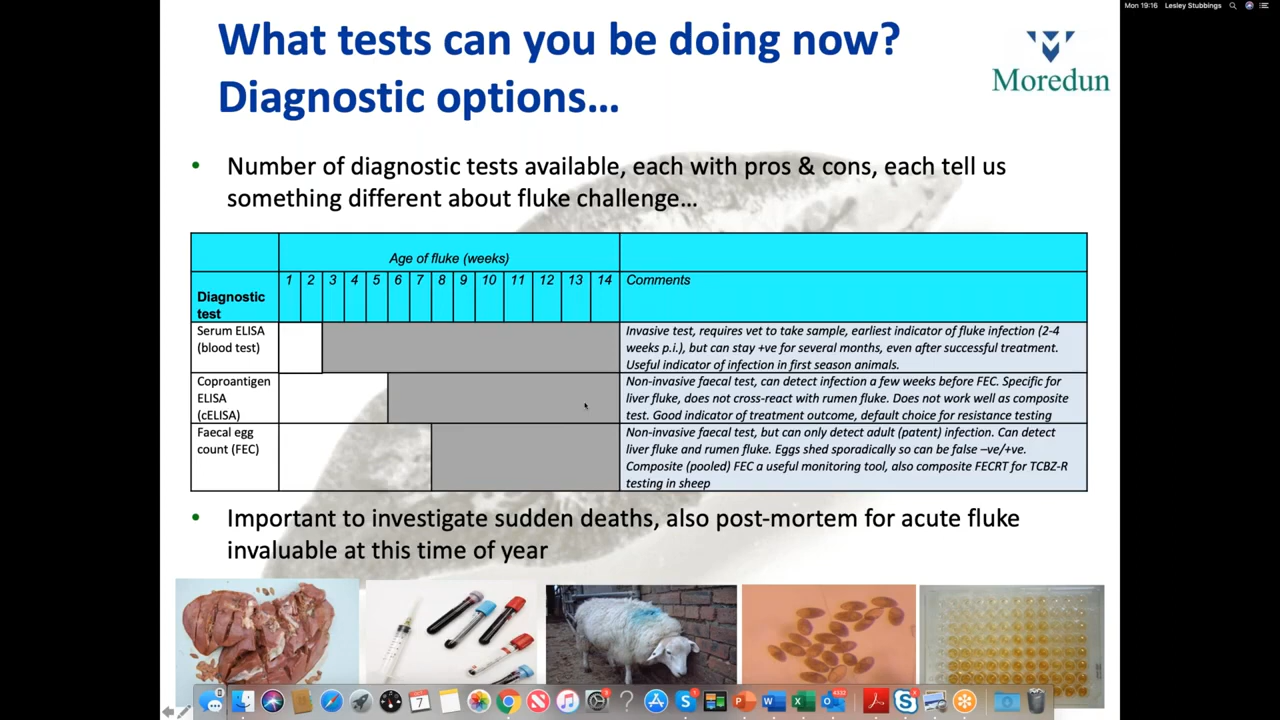 Mon 19:16 Lesley Stubbings
What tests can you be doing now?
Diagnostic options...
Moredun
• Number of diagnostic tests available, each with pros & cons, each tell us
something different about fluke challenge...
Age of fluke (weeks)
Diagnostic
test
1 2 3 4 5 6 7 8 9 10 11 12 13 14
Comments
Serum ELISA
(blood test)
Invasive test, requires vet to take sample, earliest indicator of fluke infection (2-4
weeks p.i.), but can stay +ve for several months, even after successful treatment.
Useful indicator of infection in first season animals.
Coproantigen
ELISA
(cELISA)
Non-invasive faecal test, can detect infection a few weeks before FEC. Specific for
liver fluke, does not cross-react with rumen fluke. Does not work well as composite
test. Good indicator of treatment outcome, default choice for resistance testing
Faecal egg
count (FEC)
Non-invasive faecal test, but can only detect adult (patent) infection. Can detect
liver fluke and rumen fluke. Eggs shed sporadically so can be false –ve/+ve.
Composite (pooled) FEC a useful monitoring tool, also composite FECRT for TCBZ-R
testing in sheep
• Important to investigate sudden deaths, also post-mortem for acute fluke
invaluable at this time of year
7